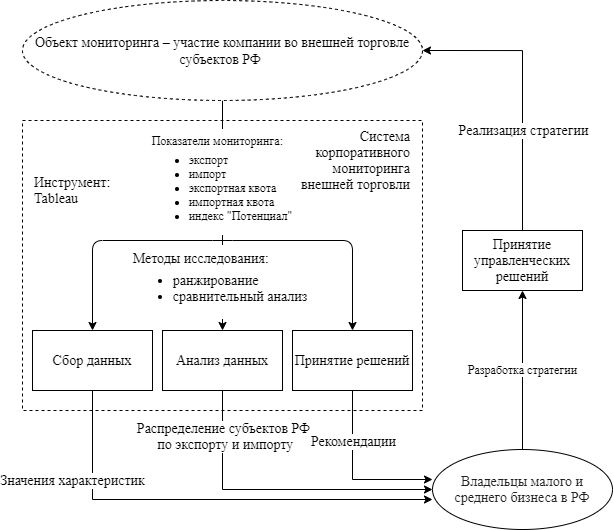 Объект мониторинга – участие компании во внешней торговле
субъектов РФ
Реализация стратегии
Показатели мониторинга:
экспорт
импорт
экспортная квота
импортная квота
индекс "Потенциал"
Система
корпоративного
мониторинга
внешней торговли
Инструмент:
Tableau
Методы исследования:
ранжирование
сравнительный анализ
Принятие
управленческих
решений
Сбор данных
Анализ данных
Принятие решений
Разработка стратегии
Распределение субъектов РФ
по экспорту и импорту
Рекомендации
Значения характеристик
Владельцы малого и
среднего бизнеса в РФ